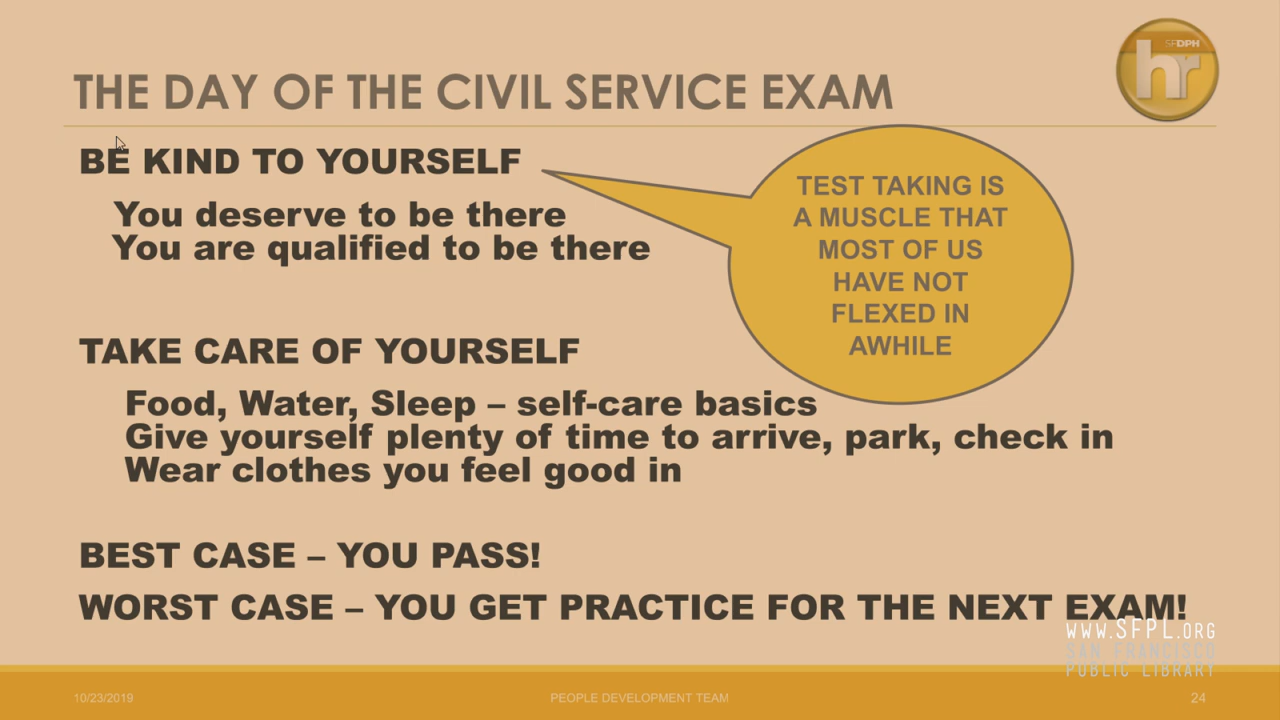 SFDPH
hr
THE DAY OF THE CIVIL SERVICE EXAM
BE KIND TO YOURSELF
You deserve to be there
You are qualified to be there
TEST TAKING IS
A MUSCLE THAT
MOST OF US
HAVE NOT
FLEXED IN
AWHILE
TAKE CARE OF YOURSELF
Food, Water, Sleep – self-care basics
Give yourself plenty of time to arrive, park, check in
Wear clothes you feel good in
BEST CASE – YOU PASS!
WORST CASE – YOU GET PRACTICE FOR THE NEXT EXAM!
WWW.SFPL.ORG
SAN FRANCISCO
PUBLIC LIBRARY
10/23/2019
PEOPLE DEVELOPMENT TEAM
24